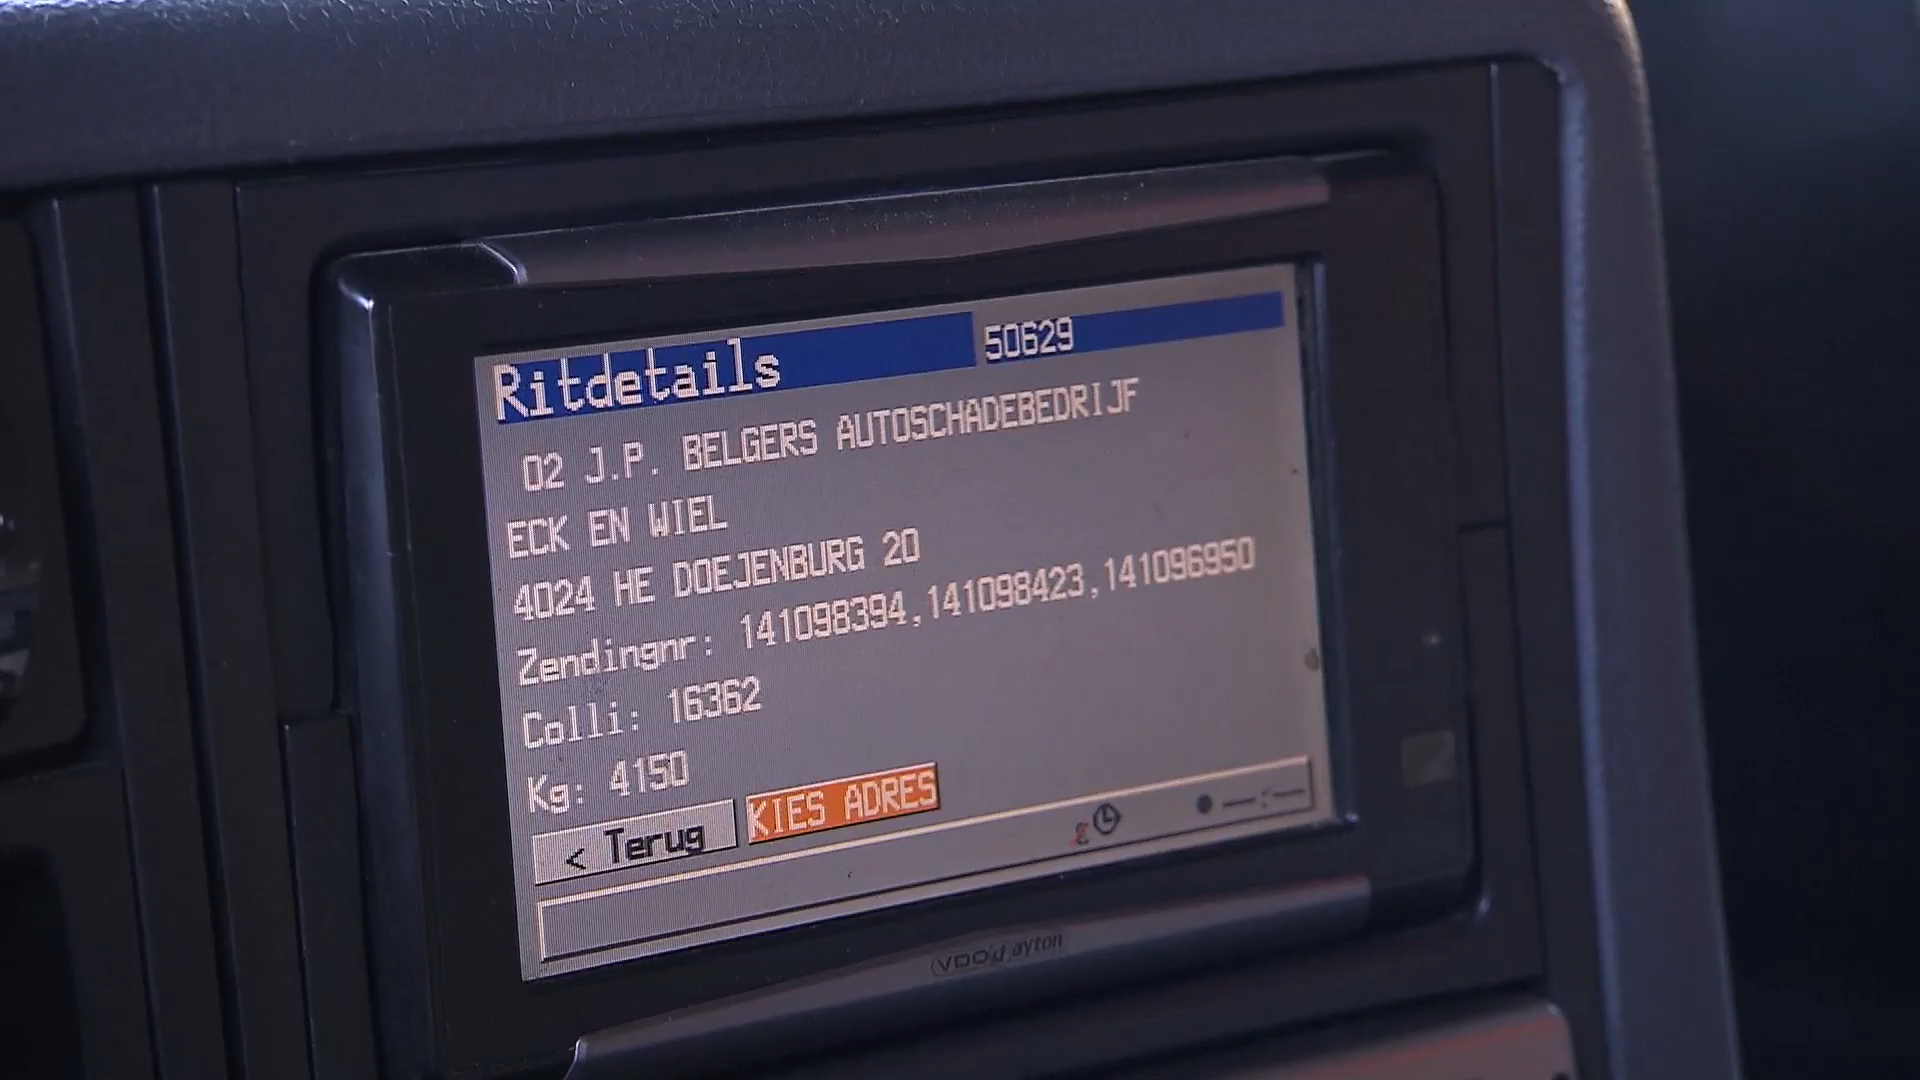 Ritdetails 50629
02 J.P. BELGERS AUTOSCHADEBEDRIJF
ECK EN WIEL
4024 HE DOEJENBURG 20
Zendingnr: 141098394,141098423,141096950
Colli: 16362
Kg: 4150
< Terug KIES ADRES
VDO dayton